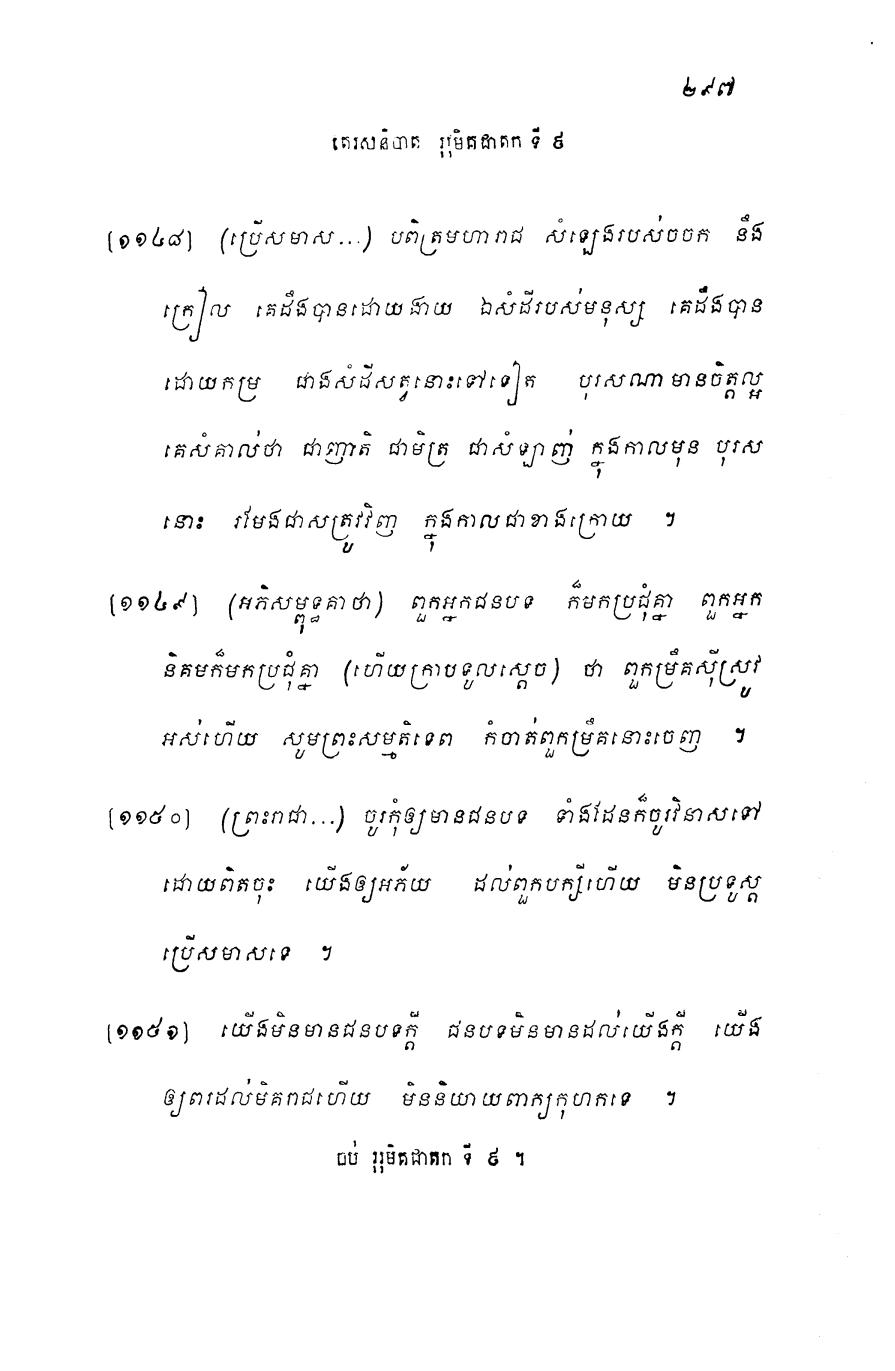 ២៩៧
តេរសនិបាត រុរុមិគជាតក ទី ៩
[១១៤៨] (ប្រើសមាស...) បពិត្រមហារាជ សំឡេងរបស់ចចក នឹង
ក្រៀល គេដឹងបានដោយងាយ ឯសំដីរបស់មនុស្ស គេដឹងបាន
ដោយកម្រ ជាងសំដីសត្វនោះទៅទៀត បុរសណាមានចិត្តល្អ
គេសំគាល់ថា ជាញាតិ ជាមិត្រ ជាសំឡាញ់ ក្នុងកាលមុន បុរស
នោះ រមែងជាសត្រូវវិញ ក្នុងកាលជាខាងក្រោយ ។
[១១៤៩] (អភិសម្ពុទ្ធគាថា) ពួកអ្នកជនបទ ក៏មកប្រជុំគ្នា ពួកអ្នក
និគមក៏មកប្រជុំគ្នា (ហើយក្រាបទូលស្តេច) ថា ពួកម្រឹគស៊ីស្រូវ
អស់ហើយ សូមព្រះសម្មតិទេព កំចាត់ពួកម្រឹគនោះចេញ ។
[១១៥០] (ព្រះរាជា...) ចូរកុំឲ្យមានជនបទ ទាំងដែនក៏ចូរវិនាសទៅ
ដោយពិតចុះ យើងឲ្យអភ័យ ដល់ពួកបក្សីហើយ មិនប្រទូស្ត
ប្រើសមាសទេ ។
[១១៥១] យើងមិនមានជនបទក្តី ជនបទមិនមានដល់យើងក្តី យើង
ឲ្យពរដល់មិគរាជហើយ មិននិយាយពាក្យកុហកទេ ។
ចប់ រុរុមិគជាតក ទី ៩ ។